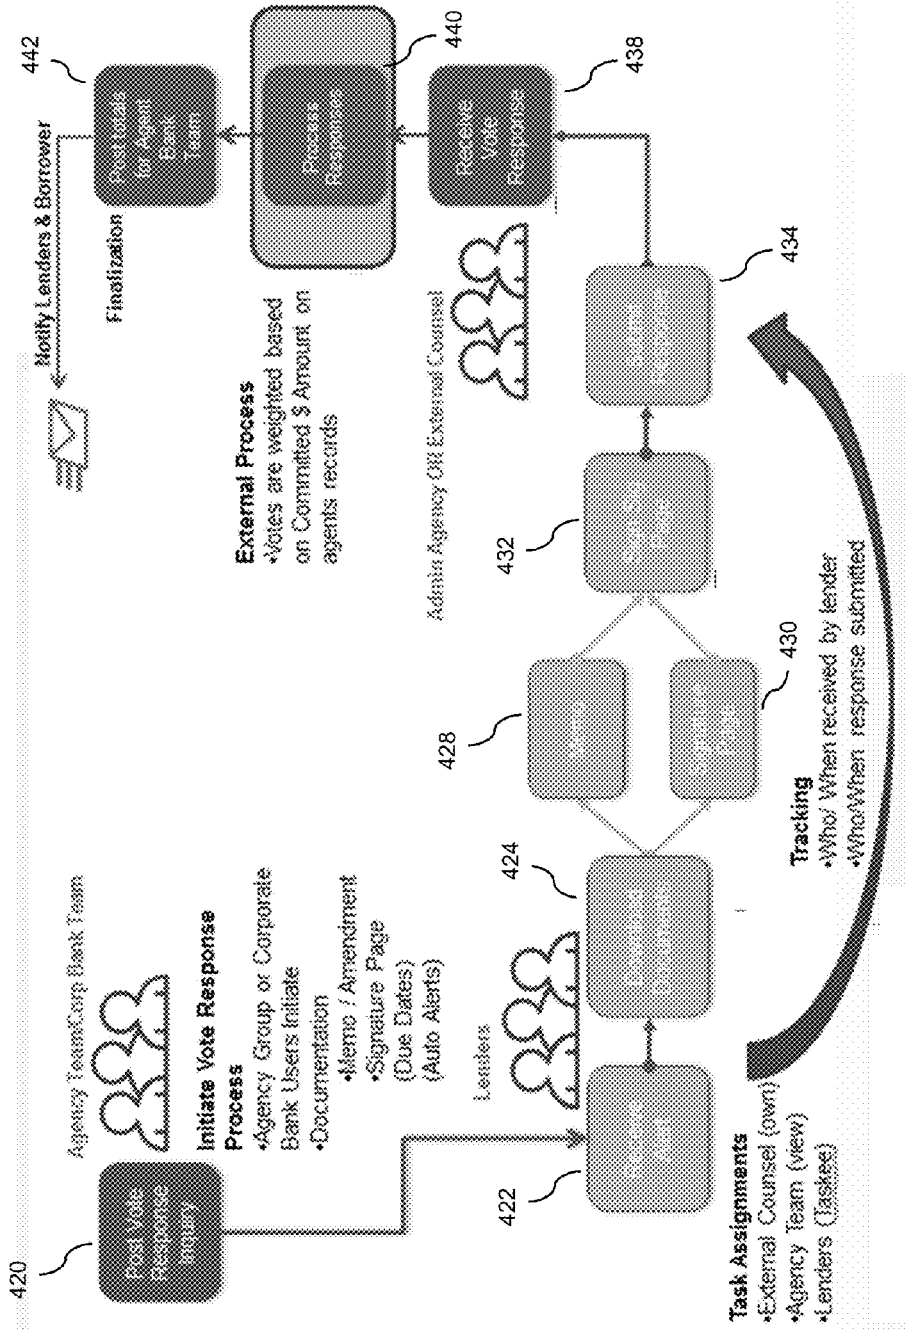 420
Post Vote
Response
Inquiry
Agency Team/Corp Bank Team
Initiate Vote Response
Process
•Agency Group or Corporate
Bank Users Initiate
•Documentation
•Memo / Amendment
•Signature Page
(Due Dates)
(Auto Alerts)
442
Post totals
for Agent
Bank
Team
Notify Lenders & Borrower
Finalization
440
Process
Responses
External Process
•Votes are weighted based
on Committed $ Amount on
agents records
438
Receive
Vote
Response
Admin Agency OR External Counsel
422
Lenders
424
428
430
432
434
Task Assignments
•External Counsel (own)
•Agency Team (view)
•Lenders (Taskee)
Tracking
•Who/ When received by lender
•Who/When response submitted